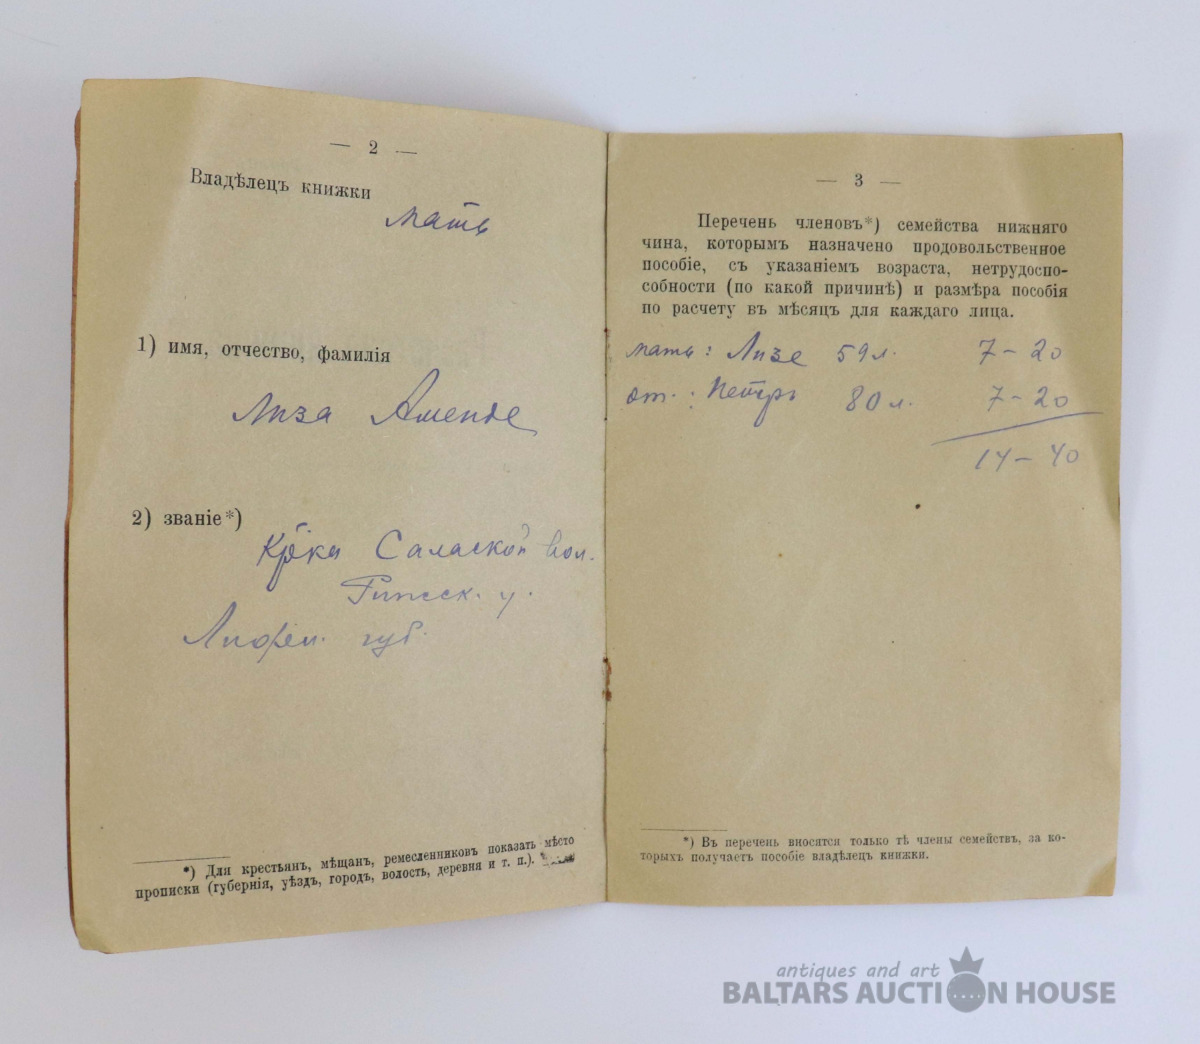 — 2 —
Владѣлецъ книжки
мать
1) имя, отчество, фамилія
Лиза Аменде
2) званіе*)
Кр-ка Салаской вол.
у.
Лифлян. губ.
*) Для крестьянъ, мѣщанъ, ремесленниковъ показать мѣсто
прописки (губернія, уѣздъ, городъ, волость, деревня и т. п.).
— 3 —
Перечень членовъ*) семейства нижняго
чина, которымъ назначено продовольственное
пособіе, съ указаніемъ возраста, нетрудоспо-
собности (по какой причинѣ) и размѣра пособія
по расчету въ мѣсяцъ для каждаго лица.
мать: Лизе 59 л. 7-20
от.: Петръ 80 л. 7-20
14-40
*) Въ перечень вносятся только тѣ члены семействъ, за ко-
торыхъ получаетъ пособіе владѣлецъ книжки.
antiques and art
BALTARS AUCTION HOUSE